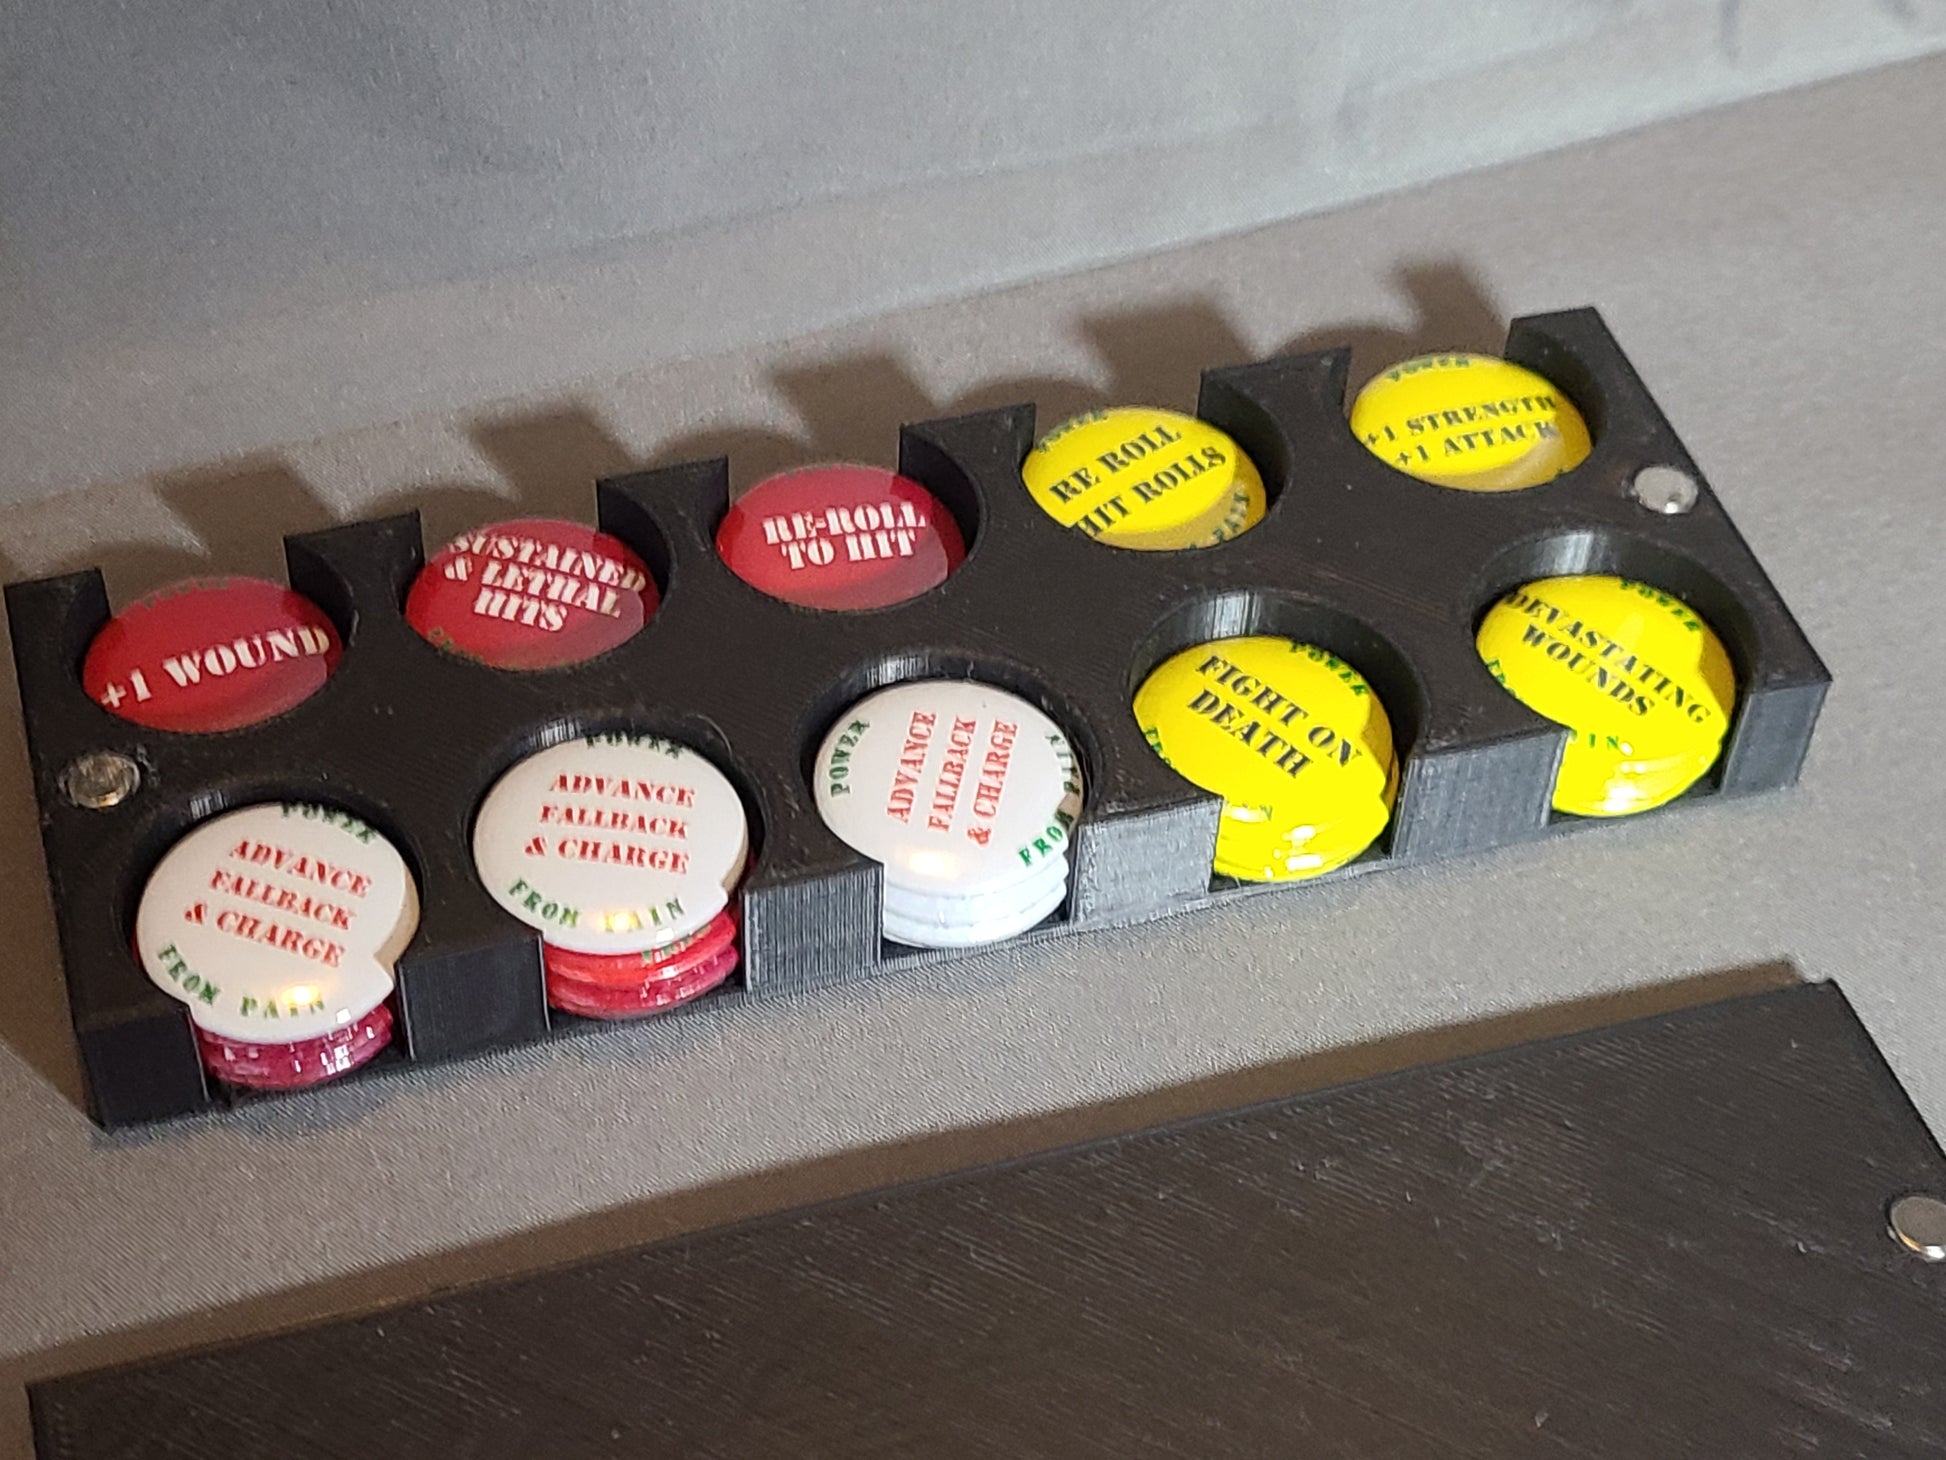 +1 WOUND
SUSTAINED
& LETHAL
HITS
RE-ROLL
TO HIT
POWER
RE ROLL
HIT ROLLS
PAIN
POWER
+1 STRENGTH
+1 ATTACK
POWER
ADVANCE
FALLBACK
& CHARGE
FROM PAIN
POWER
ADVANCE
FALLBACK
& CHARGE
FROM PAIN
POWER
ADVANCE
FALLBACK
& CHARGE
FROM
POWER
FIGHT ON
DEATH
POWER
DEVASTATING
WOUNDS